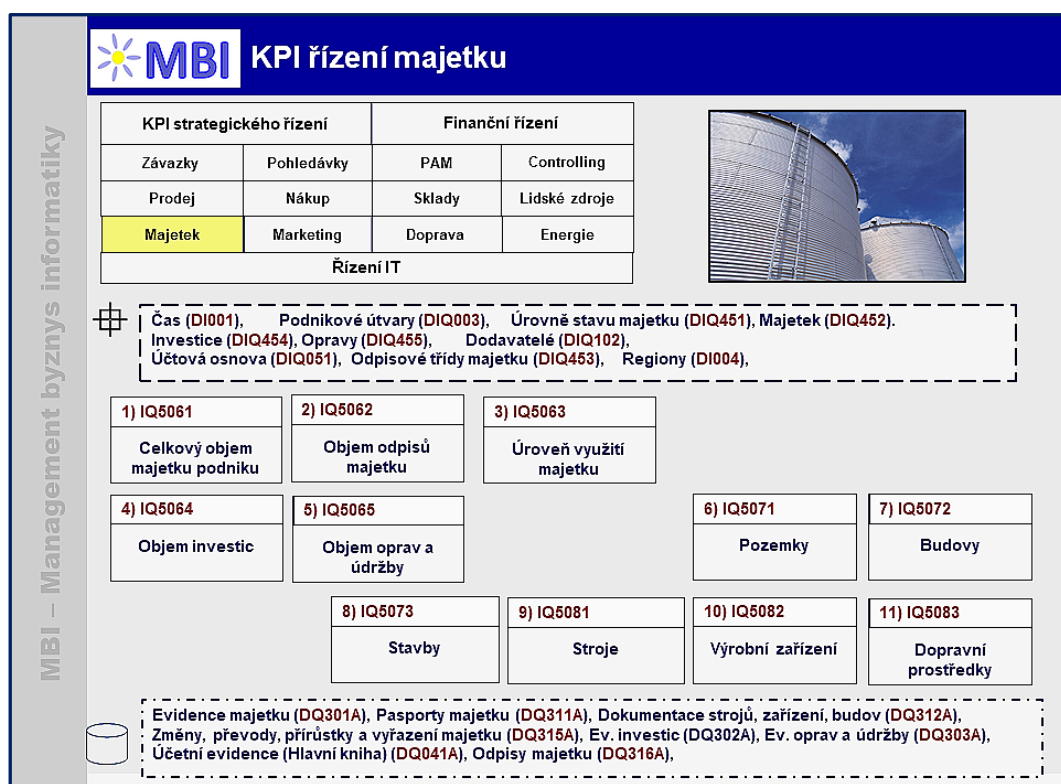 MBI – Management byznys informatiky
MBI
KPI řízení majetku
KPI strategického řízení
Finanční řízení
Závazky
Pohledávky
PAM
Controlling
Prodej
Nákup
Sklady
Lidské zdroje
Majetek
Marketing
Doprava
Energie
Řízení IT
Čas (DI001), Podnikové útvary (DIQ003), Úrovně stavu majetku (DIQ451), Majetek (DIQ452).
Investice (DIQ454), Opravy (DIQ455), Dodavatelé (DIQ102),
Účtová osnova (DIQ051), Odpisové třídy majetku (DIQ453), Regiony (DI004),
1) IQ5061
Celkový objem
majetku podniku
2) IQ5062
Objem odpisů
majetku
3) IQ5063
Úroveň využití
majetku
4) IQ5064
Objem investic
5) IQ5065
Objem oprav a
údržby
6) IQ5071
Pozemky
7) IQ5072
Budovy
8) IQ5073
Stavby
9) IQ5081
Stroje
10) IQ5082
Výrobní zařízení
11) IQ5083
Dopravní
prostředky
Evidence majetku (DQ301A), Pasporty majetku (DQ311A), Dokumentace strojů, zařízení, budov (DQ312A),
Změny, převody, přírůstky a vyřazení majetku (DQ315A), Ev. investic (DQ302A), Ev. oprav a údržby (DQ303A),
Účetní evidence (Hlavní kniha) (DQ041A), Odpisy majetku (DQ316A),